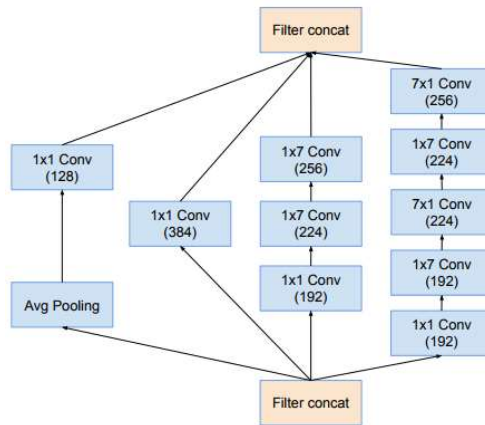 Filter concat
7x1 Conv
(256)
1x7 Conv
(224)
1x1 Conv
(128)
1x7 Conv
(256)
7x1 Conv
(224)
1x1 Conv
(384)
1x7 Conv
(224)
1x7 Conv
(192)
Avg Pooling
1x1 Conv
(192)
1x1 Conv
(192)
Filter concat